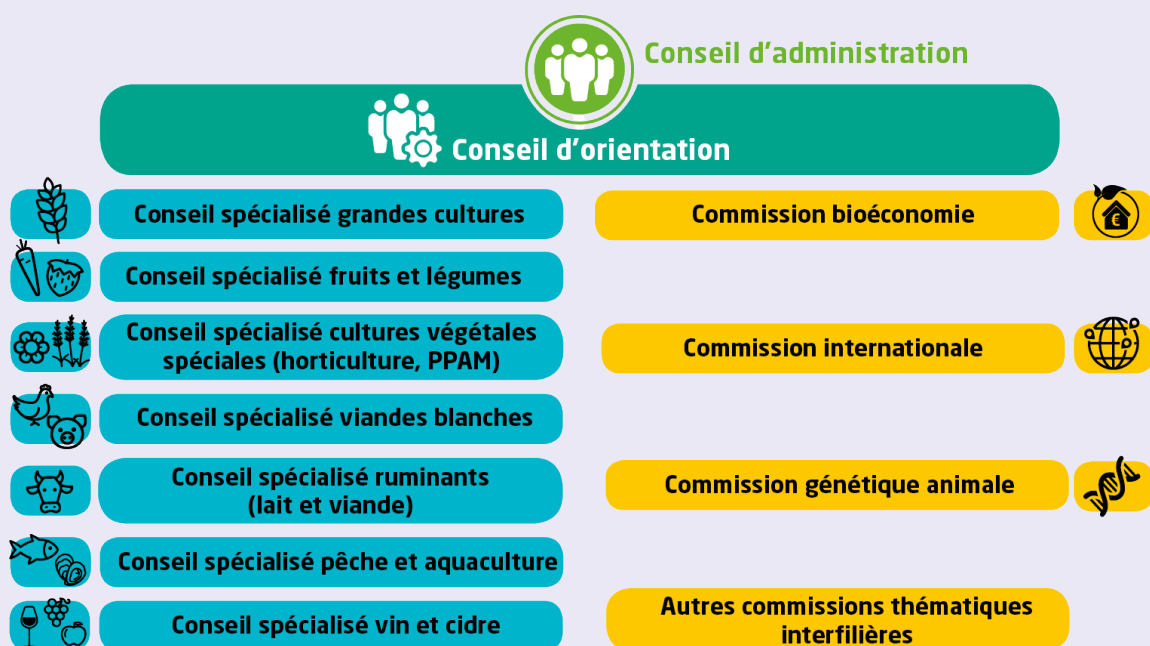 Conseil d'administration
Conseil d'orientation
Conseil spécialisé grandes cultures
Conseil spécialisé fruits et légumes
Conseil spécialisé cultures végétales
spéciales (horticulture, PPAM)
Conseil spécialisé viandes blanches
Conseil spécialisé ruminants
(lait et viande)
Conseil spécialisé pêche et aquaculture
Conseil spécialisé vin et cidre
Commission bioéconomie
€
Commission internationale
Commission génétique animale
Autres commissions thématiques
interfilières